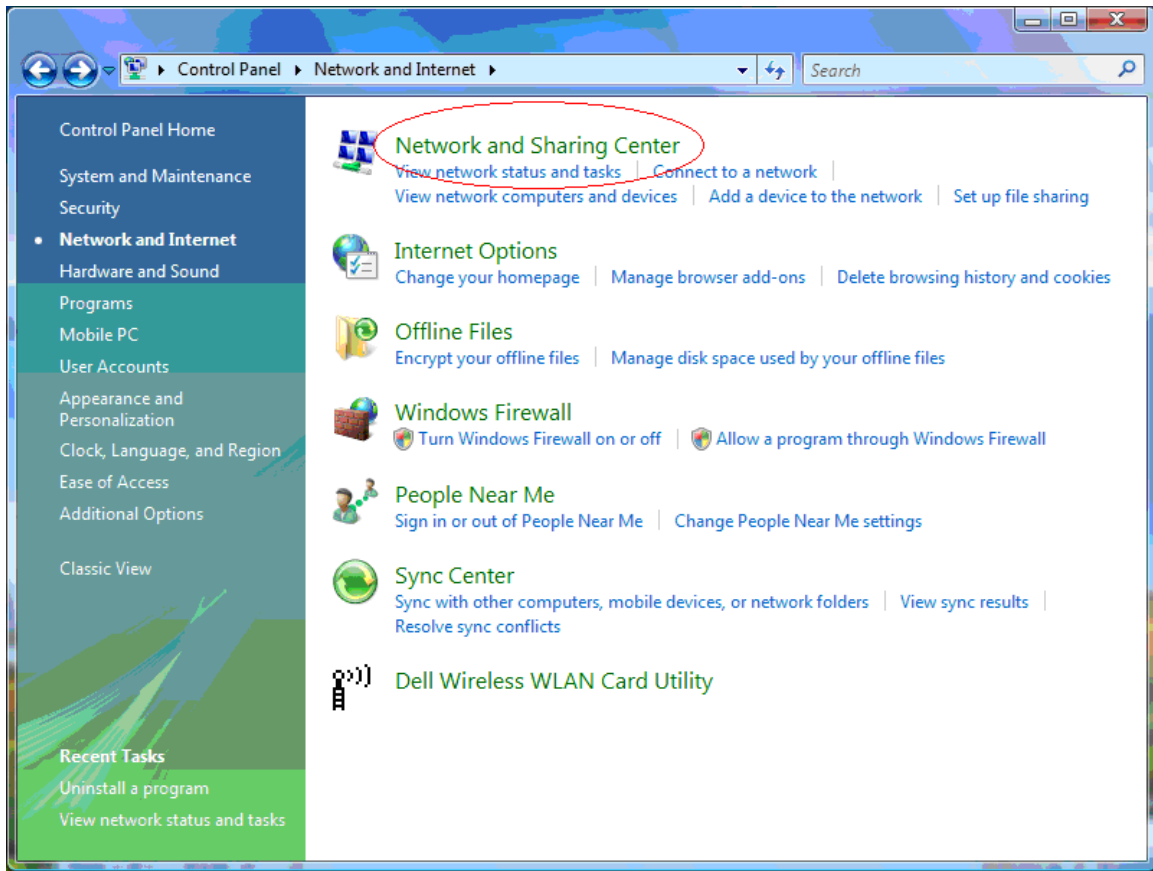 Control Panel Network and Internet
Search
Control Panel Home
System and Maintenance
Security
Network and Internet
Hardware and Sound
Programs
Mobile PC
User Accounts
Appearance and
Personalization
Clock, Language, and Region
Ease of Access
Additional Options
Classic View
Recent Tasks
Uninstall a program
View network status and tasks
Network and Sharing Center
View network status and tasks Connect to a network
View network computers and devices Add a device to the network Set up file sharing
Internet Options
Change your homepage Manage browser add-ons Delete browsing history and cookies
Offline Files
Encrypt your offline files Manage disk space used by your offline files
Windows Firewall
Turn Windows Firewall on or off Allow a program through Windows Firewall
People Near Me
Sign in or out of People Near Me Change People Near Me settings
Sync Center
Sync with other computers, mobile devices, or network folders View sync results
Resolve sync conflicts
Dell Wireless WLAN Card Utility